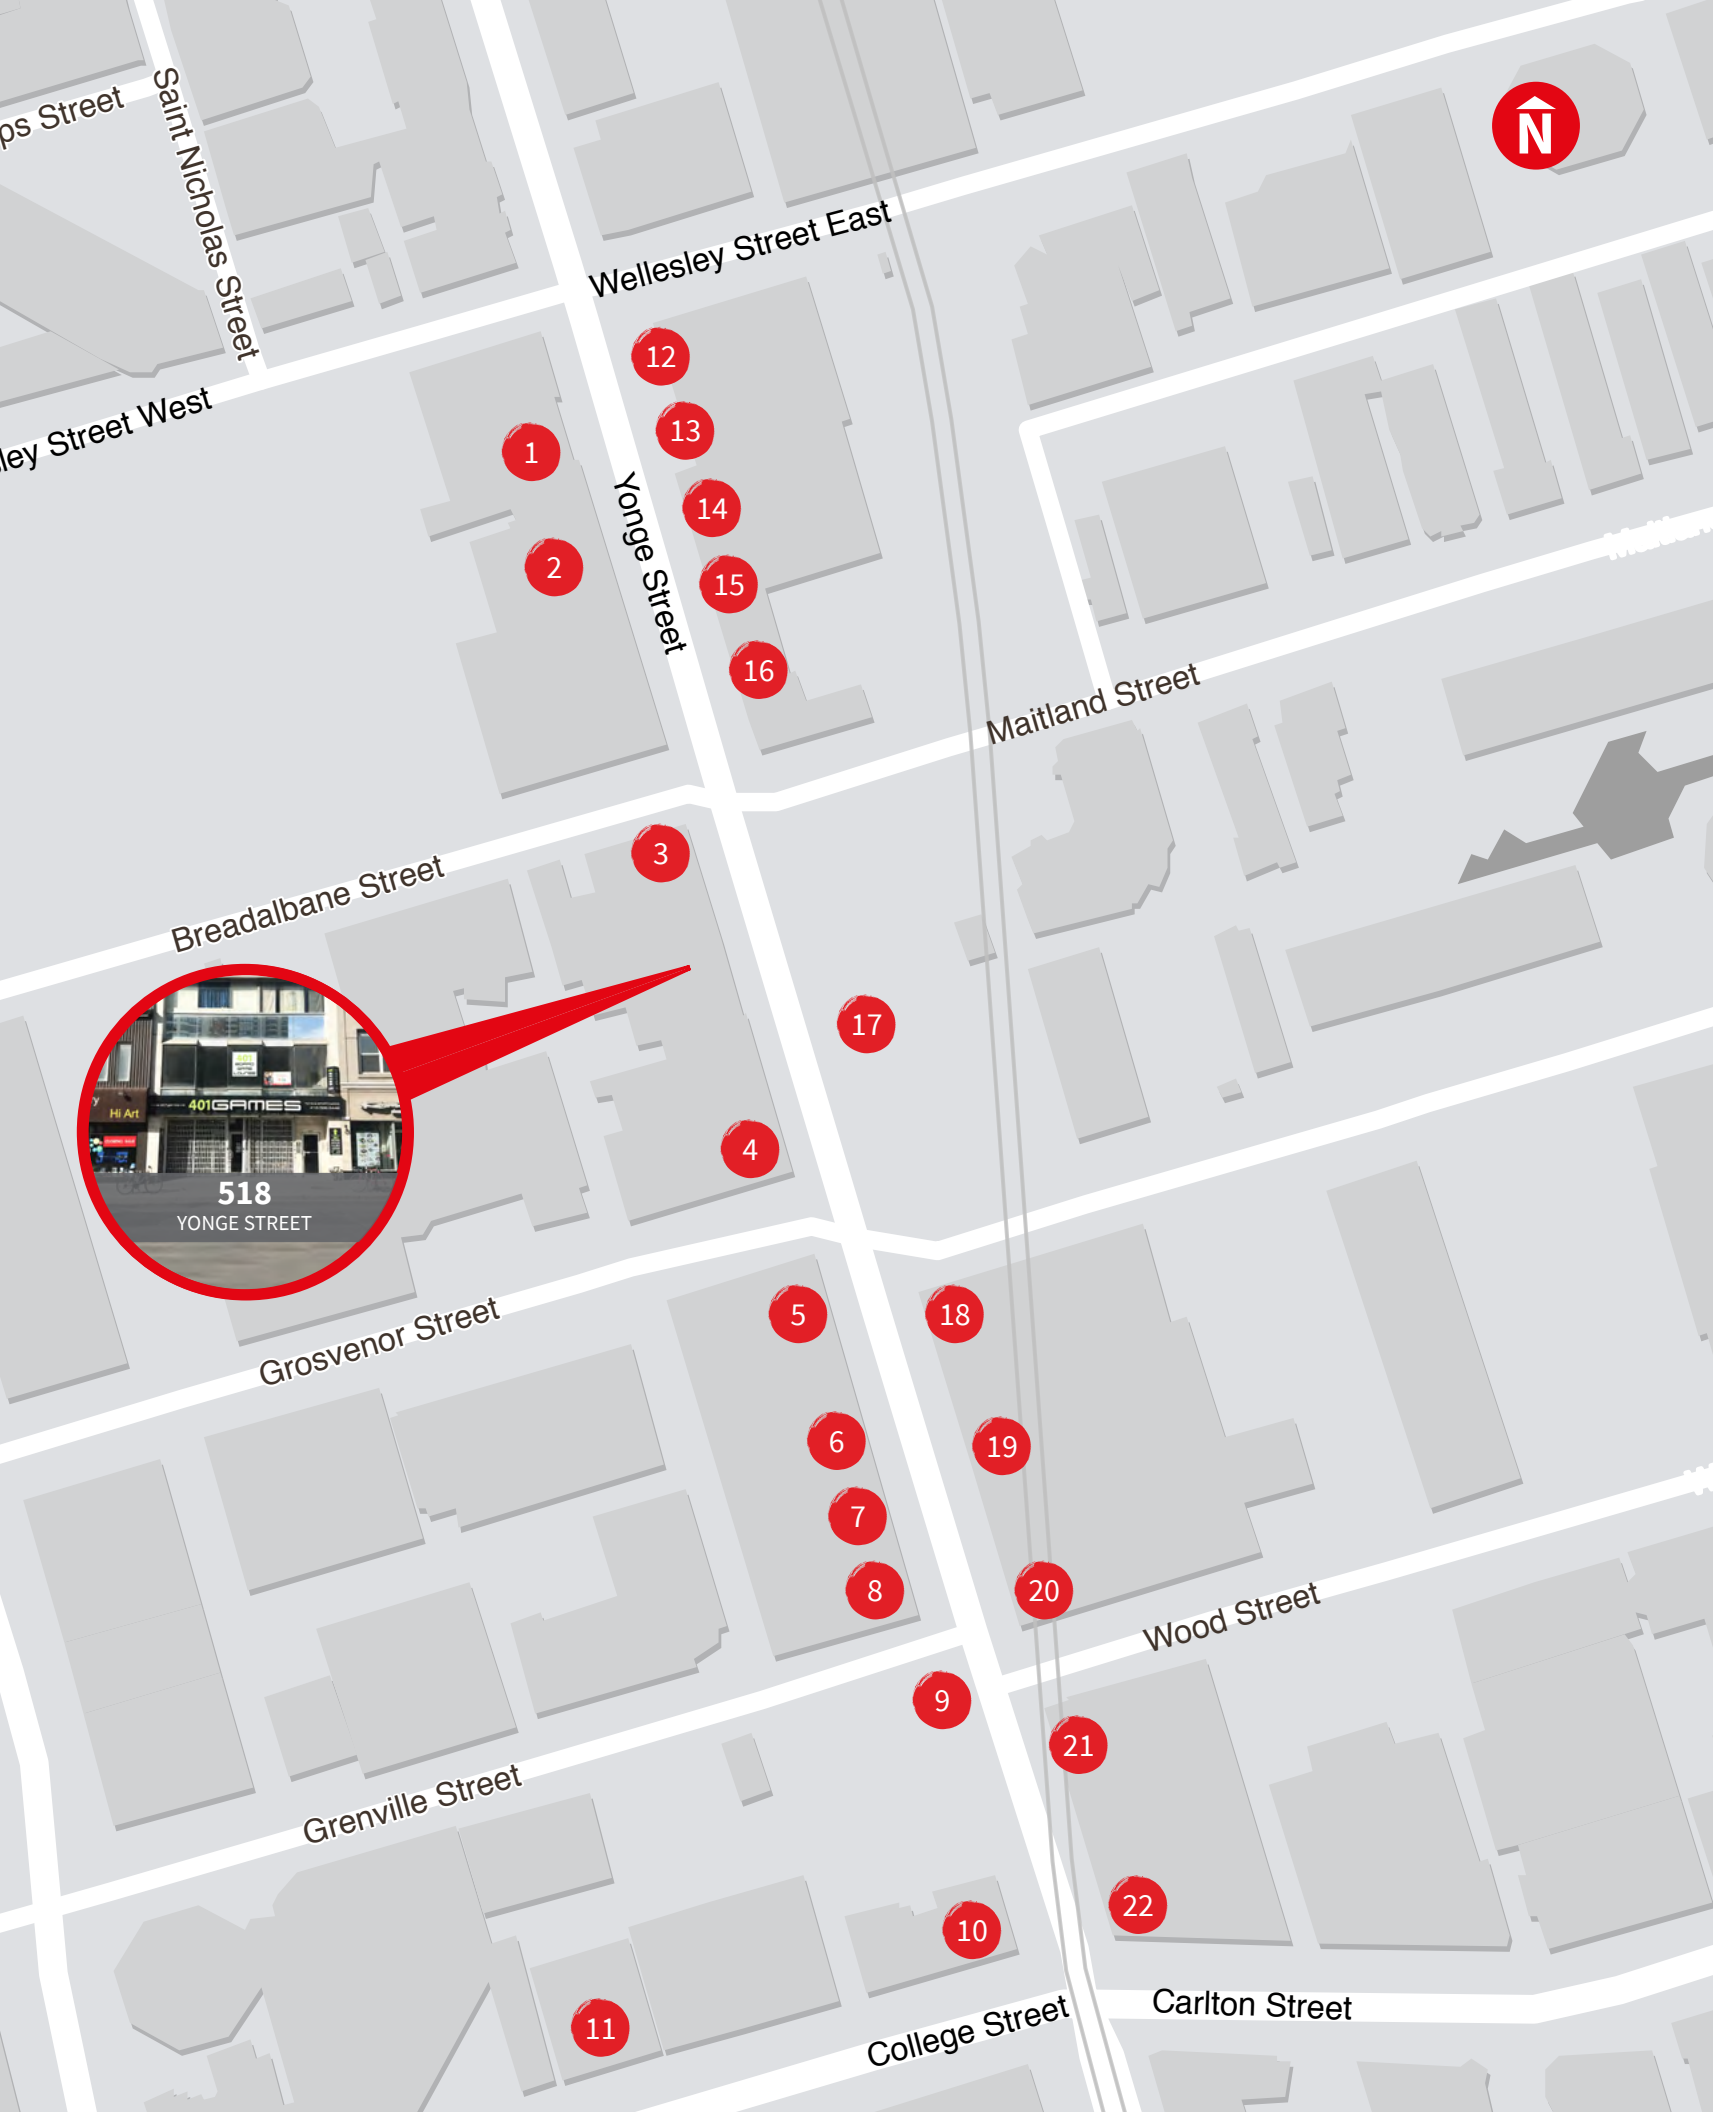 ps Street
Saint Nicholas Street
N
Wellesley Street East
ley Street West
12
13
1
14
Yonge Street
2
15
16
Maitland Street
3
Breadalbane Street
17
401GAMES
Hi Art
518
YONGE STREET
4
Grosvenor Street
5
18
6
19
7
8
20
Wood Street
9
21
Grenville Street
22
10
11
College Street
Carlton Street